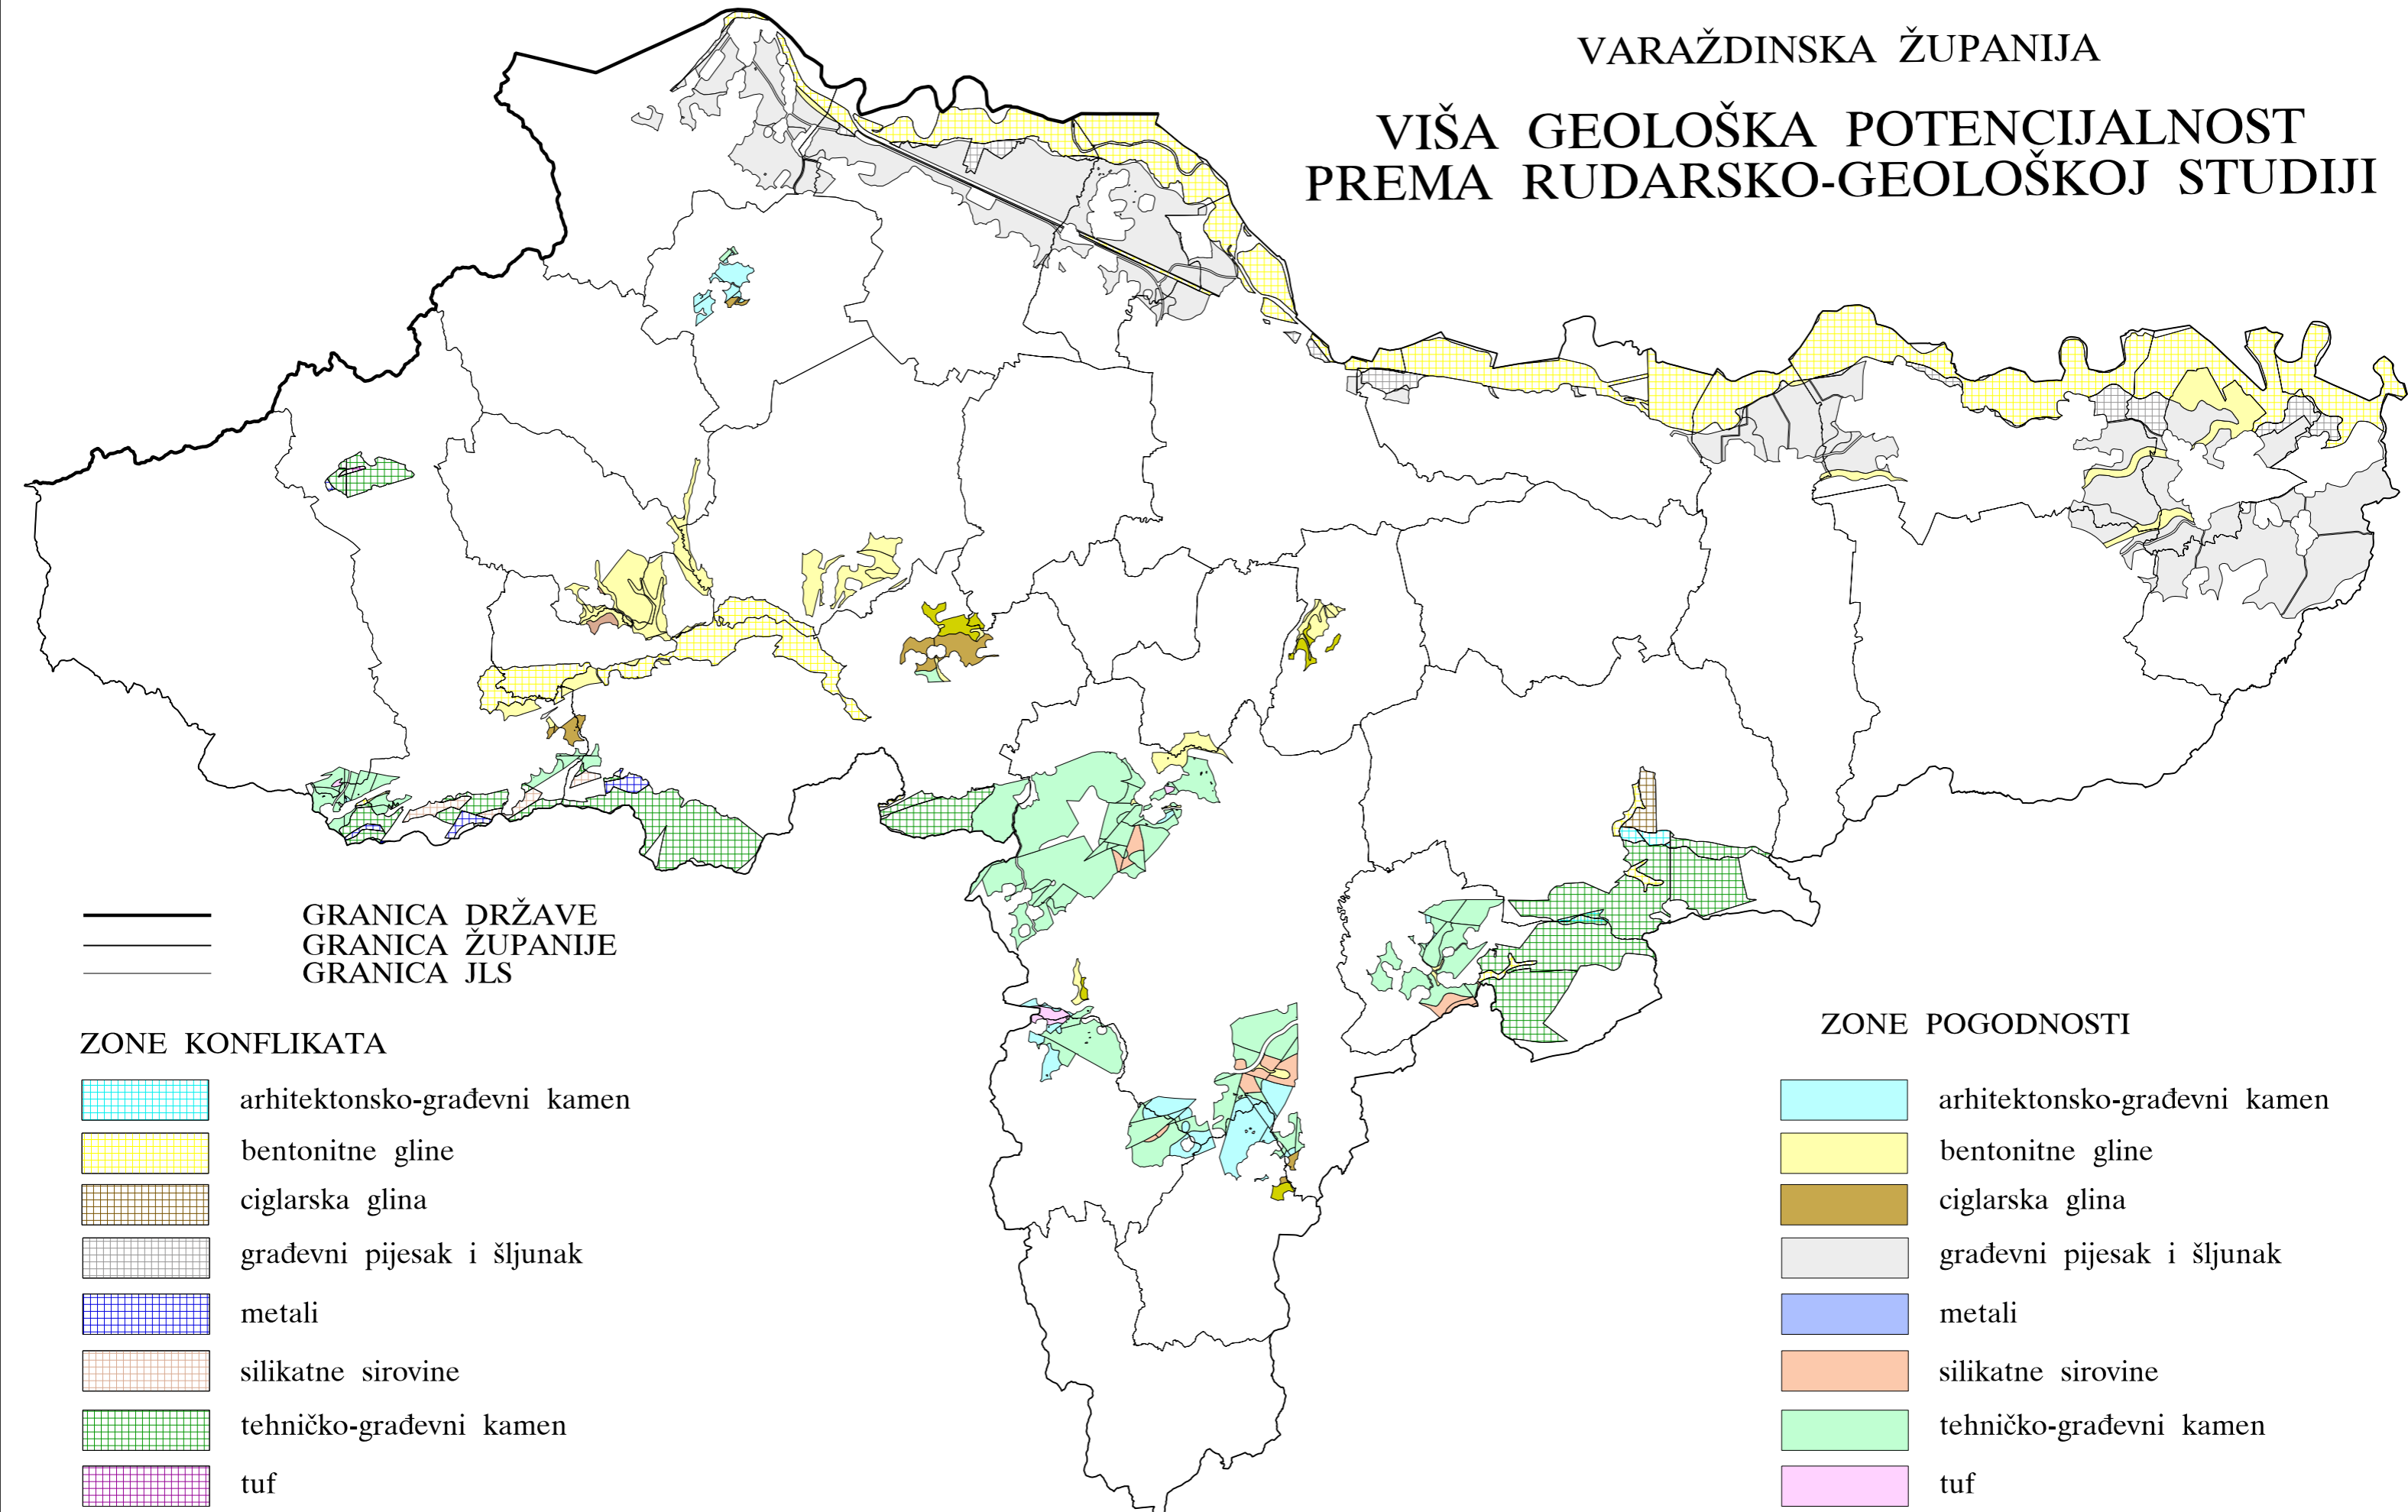 VARAŽDINSKA ŽUPANIJA
VIŠA GEOLOŠKA POTENCIJALNOST
PREMA RUDARSKO-GEOLOŠKOJ STUDIJI
GRANICA DRŽAVE
GRANICA ŽUPANIJE
GRANICA JLS
ZONE KONFLIKATA
arhitektonsko-građevni kamen
bentonitne gline
ciglarska glina
građevni pijesak i šljunak
metali
silikatne sirovine
tehničko-građevni kamen
tuf
ZONE POGODNOSTI
arhitektonsko-građevni kamen
bentonitne gline
ciglarska glina
građevni pijesak i šljunak
metali
silikatne sirovine
tehničko-građevni kamen
tuf